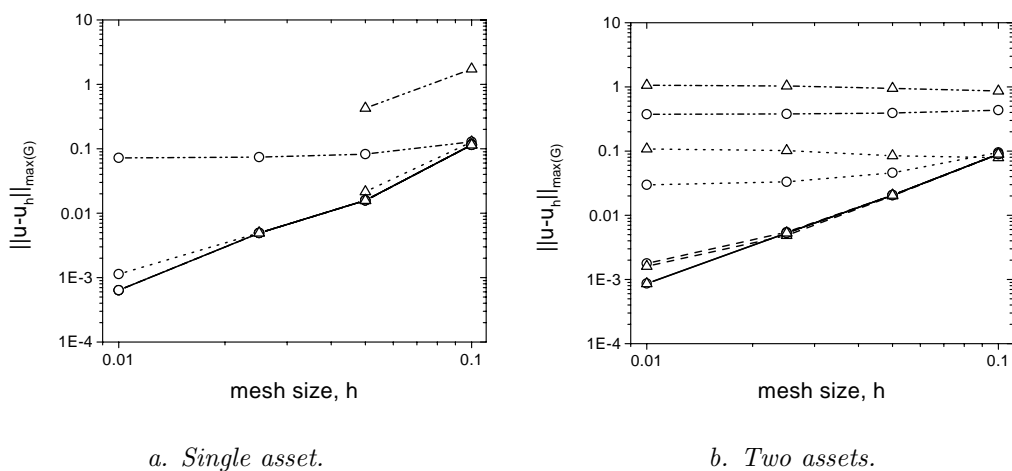 10
1
0.1
0.01
1E-3
1E-4
||u-u_h||_max(G)
0.01
0.1
mesh size, h
a. Single asset.
10
1
0.1
0.01
1E-3
1E-4
||u-u_h||_max(G)
0.01
0.1
mesh size, h
b. Two assets.